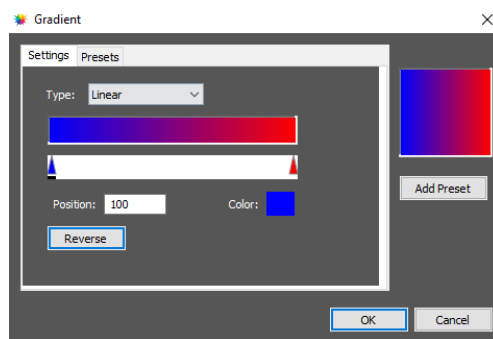 Gradient
Settings Presets
Type: Linear
Add Preset
Position: 100 Color:
Reverse
OK Cancel